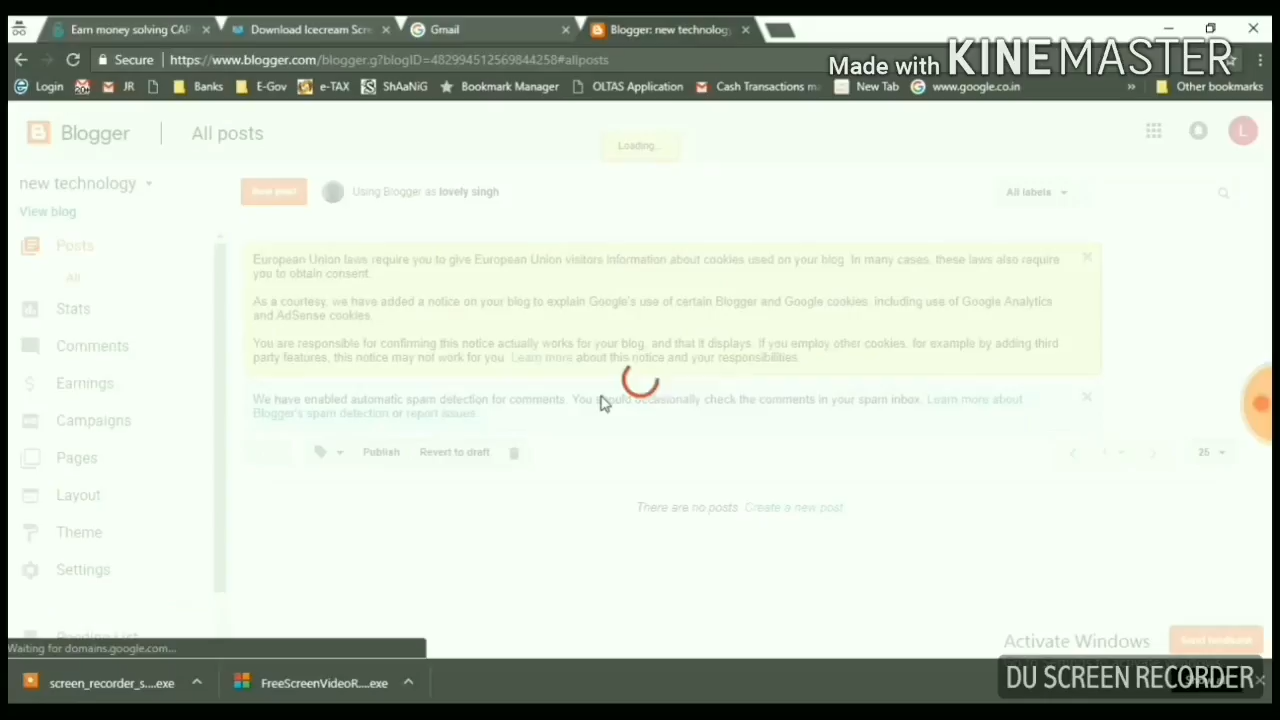 Earn money solving CAP
Download Icecream Scre
Gmail
Blogger: new technology
Secure
https://www.blogger.com/blogger.g?blogID=482994512569844258#allposts
Made with KINEMASTER
Login
20+
JR
Banks
E-Gov
e-TAX
ShAaNiG
Bookmark Manager
OLTAS Application
Cash Transactions ma
New Tab
www.google.co.in
»
Other bookmarks
Blogger
All posts
Loading...
L
new technology
View blog
New post
Using Blogger as lovely singh
All labels
Posts
All
Stats
Comments
Earnings
Campaigns
Pages
Layout
Theme
Settings
Reading List
European Union laws require you to give European Union visitors information about cookies used on your blog. In many cases, these laws also require
you to obtain consent.
As a courtesy, we have added a notice on your blog to explain Google's use of certain Blogger and Google cookies, including use of Google Analytics
and AdSense cookies.
You are responsible for confirming this notice actually works for your blog, and that it displays. If you employ other cookies, for example by adding third
party features, this notice may not work for you. Learn more about this notice and your responsibilities.
We have enabled automatic spam detection for comments. You should occasionally check the comments in your spam inbox. Learn more about
Blogger's spam detection or report issues.
Publish
Revert to draft
25
There are no posts. Create a new post
Waiting for domains.google.com...
Activate Windows
Send feedback
screen_recorder_s....exe
FreeScreenVideoR....exe
DU SCREEN RECORDER